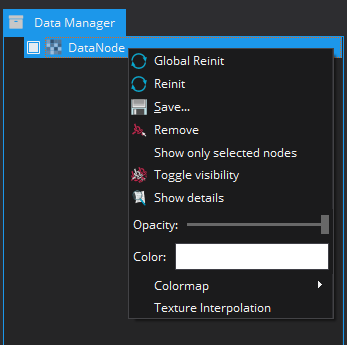 Data Manager
DataNode
Global Reinit
Reinit
Save...
Remove
Show only selected nodes
Toggle visibility
Show details
Opacity:
Color:
Colormap
Texture Interpolation